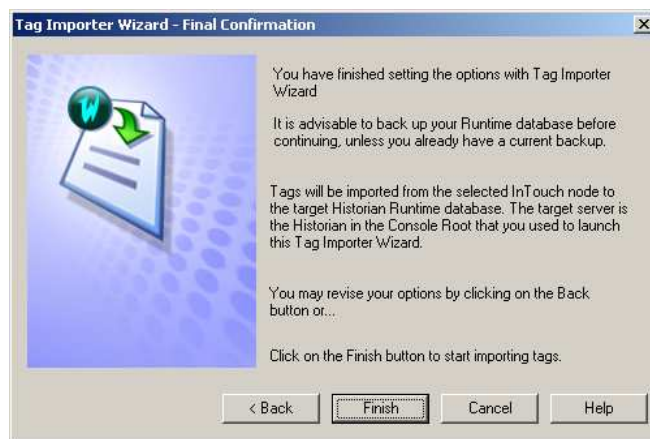 Tag Importer Wizard - Final Confirmation
W
You have finished setting the options with Tag Importer
Wizard
It is advisable to back up your Runtime database before
continuing, unless you already have a current backup.
Tags will be imported from the selected InTouch node to
the target Historian Runtime database. The target server is
the Historian in the Console Root that you used to launch
this Tag Importer Wizard.
You may revise your options by clicking on the Back
button or...
Click on the Finish button to start importing tags.
< Back Finish Cancel Help